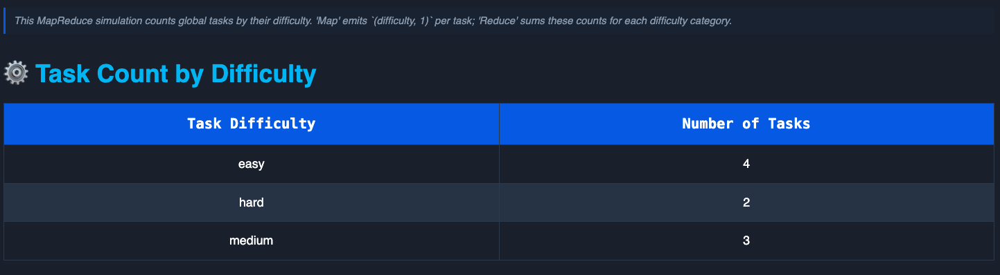 This MapReduce simulation counts global tasks by their difficulty. 'Map' emits `(difficulty, 1)` per task; 'Reduce' sums these counts for each difficulty category.
⚙️ Task Count by Difficulty
Task Difficulty Number of Tasks
easy 4
hard 2
medium 3